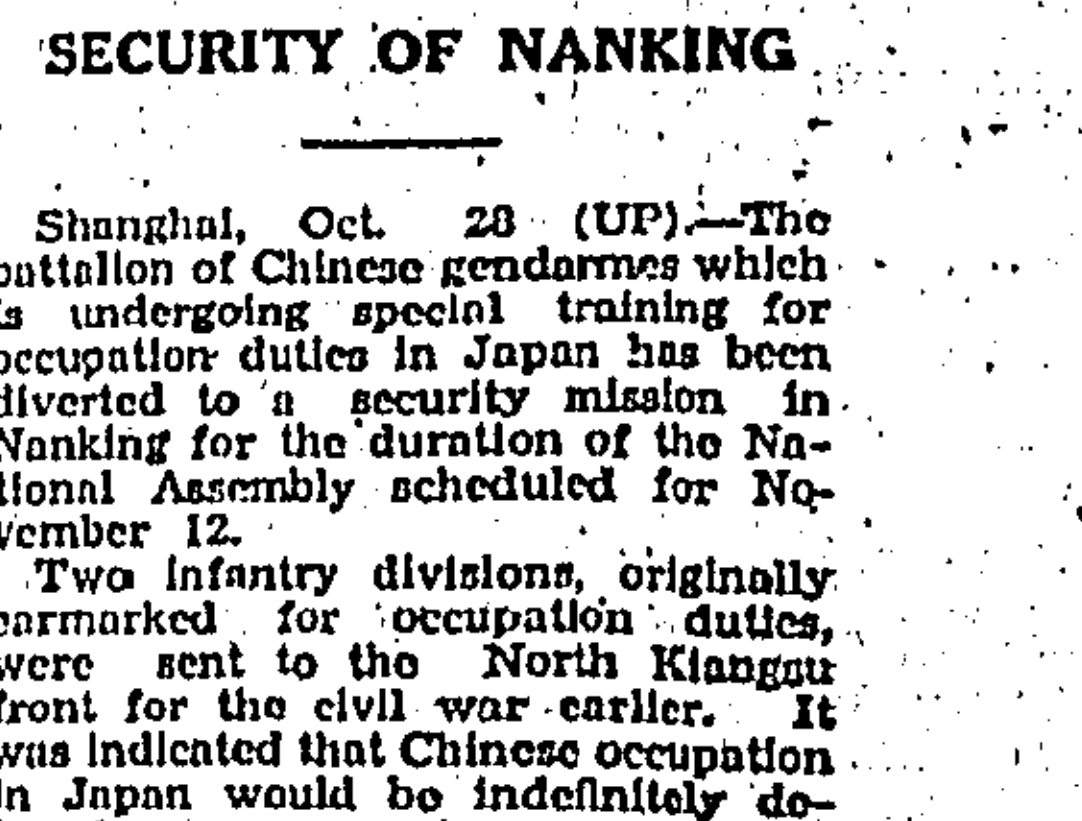 SECURITY OF NANKING
Shanghai, Oct. 28 (UP).—The
battalion of Chinese gendarmes which
is undergoing special training for
occupation duties in Japan has been
diverted to a security mission in
Nanking for the duration of the Na-
tional Assembly scheduled for No-
vember 12.
Two infantry divisions, originally
earmarked for occupation duties,
were sent to the North Kiangsu
front for the civil war earlier. It
was indicated that Chinese occupation
in Japan would be indefinitely de-